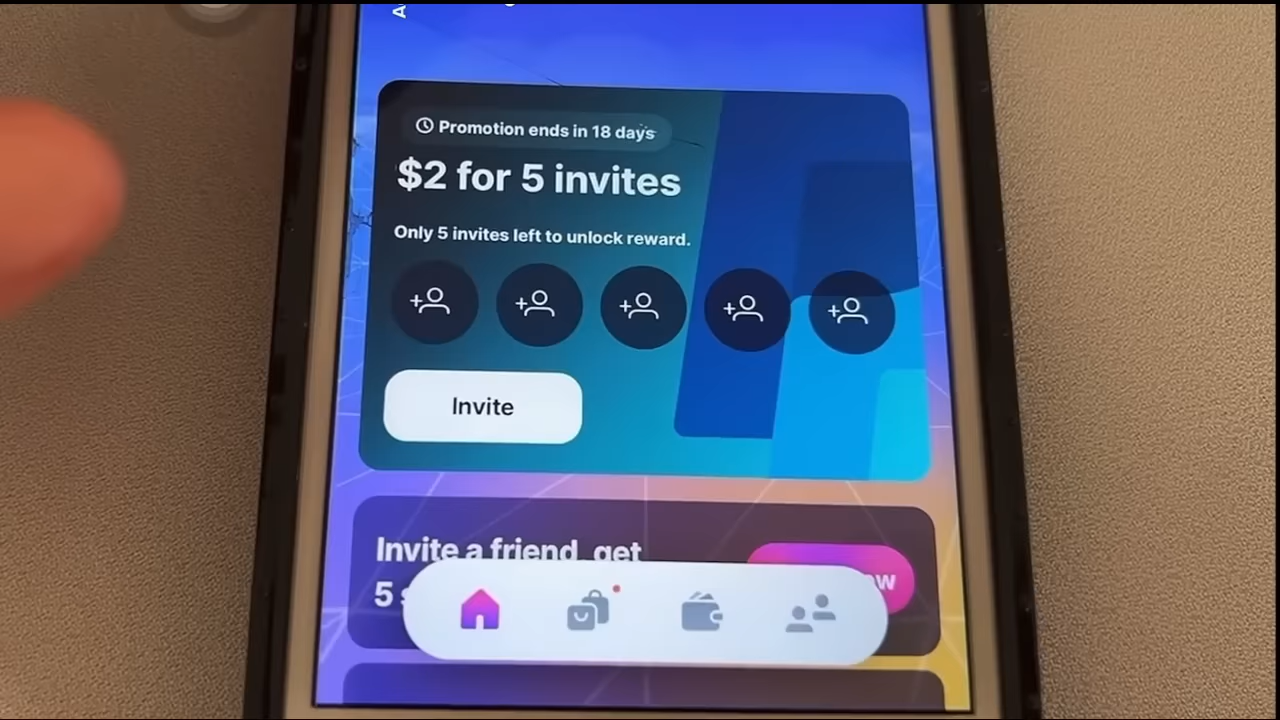 Promotion ends in 18 days
$2 for 5 invites
Only 5 invites left to unlock reward.
Invite
Invite a friend, get
5